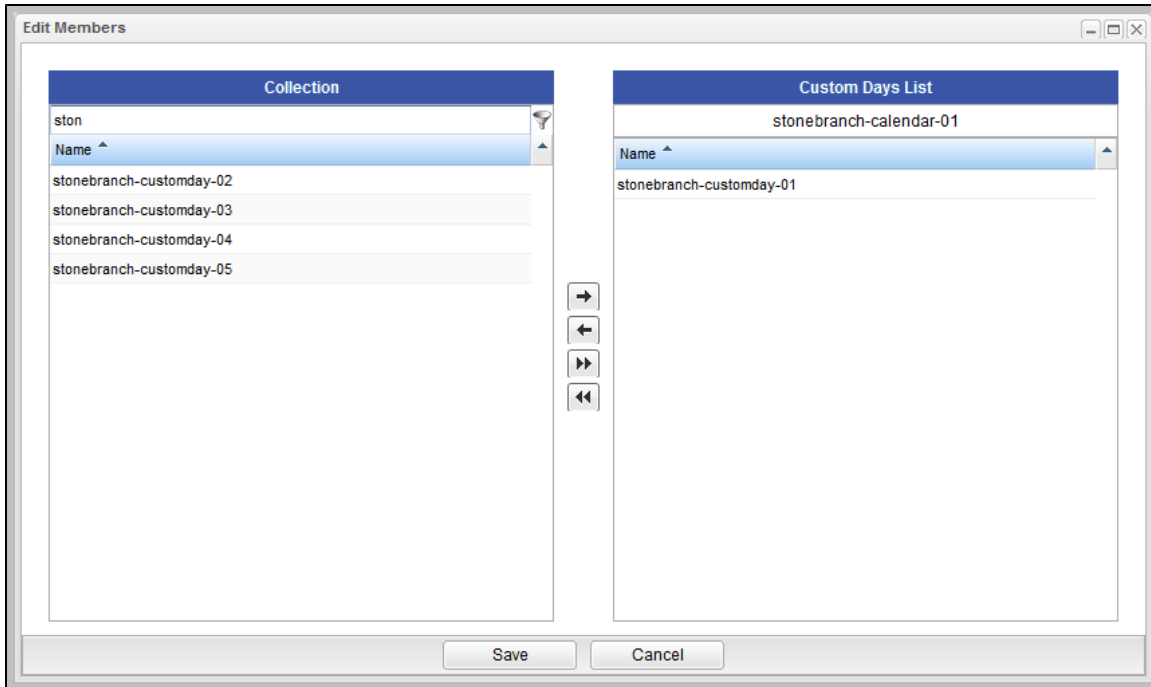 Edit Members
Collection
ston
Name
stonebranch-customday-02
stonebranch-customday-03
stonebranch-customday-04
stonebranch-customday-05
Custom Days List
stonebranch-calendar-01
Name
stonebranch-customday-01
Save
Cancel